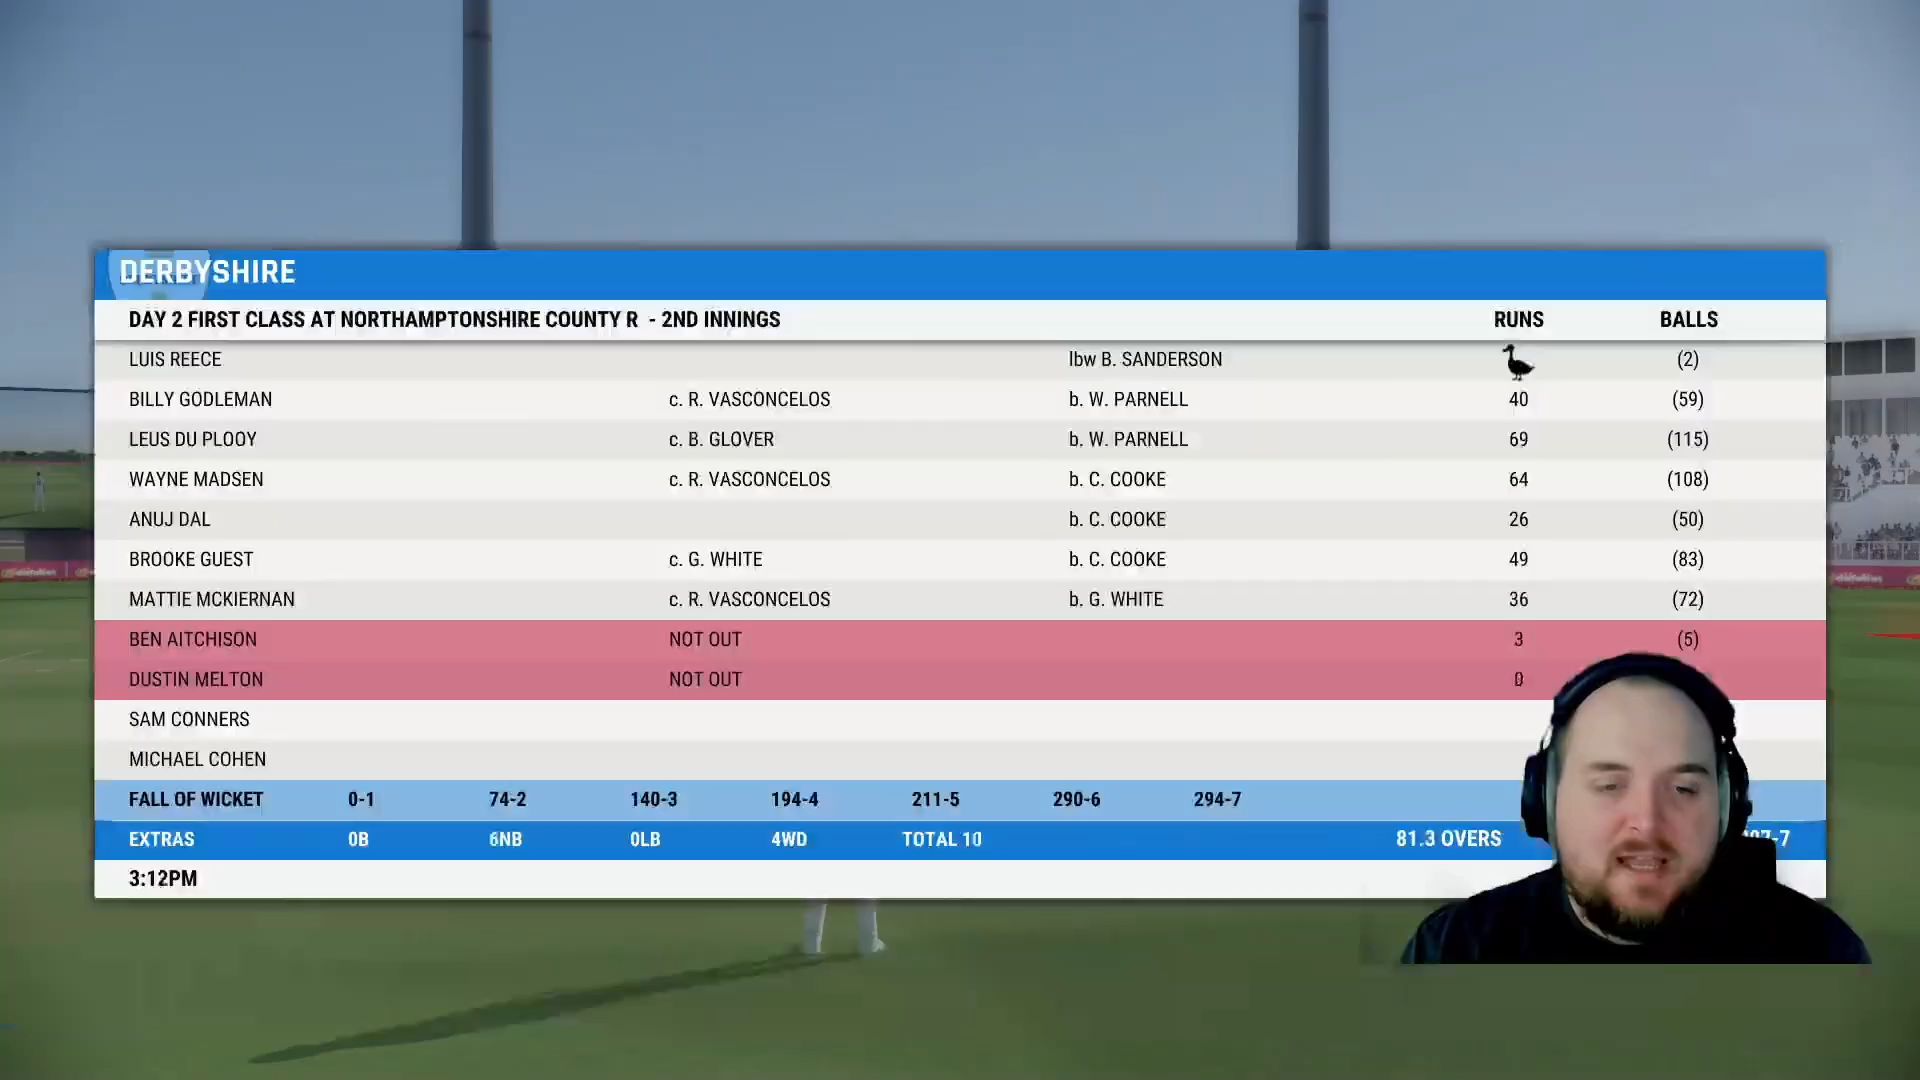 DERBYSHIRE
DAY 2 FIRST CLASS AT NORTHAMPTONSHIRE COUNTY R - 2ND INNINGS RUNS BALLS
LUIS REECE lbw B. SANDERSON (2)
BILLY GODLEMAN c. R. VASCONCELOS b. W. PARNELL 40 (59)
LEUS DU PLOOY c. B. GLOVER b. W. PARNELL 69 (115)
WAYNE MADSEN c. R. VASCONCELOS b. C. COOKE 64 (108)
ANUJ DAL b. C. COOKE 26 (50)
BROOKE GUEST c. G. WHITE b. C. COOKE 49 (83)
MATTIE MCKIERNAN c. R. VASCONCELOS b. G. WHITE 36 (72)
BEN AITCHISON NOT OUT 3 (5)
DUSTIN MELTON NOT OUT 0
SAM CONNERS
MICHAEL COHEN
FALL OF WICKET 0-1 74-2 140-3 194-4 211-5 290-6 294-7
EXTRAS 0B 6NB 0LB 4WD TOTAL 10 81.3 OVERS
3:12PM